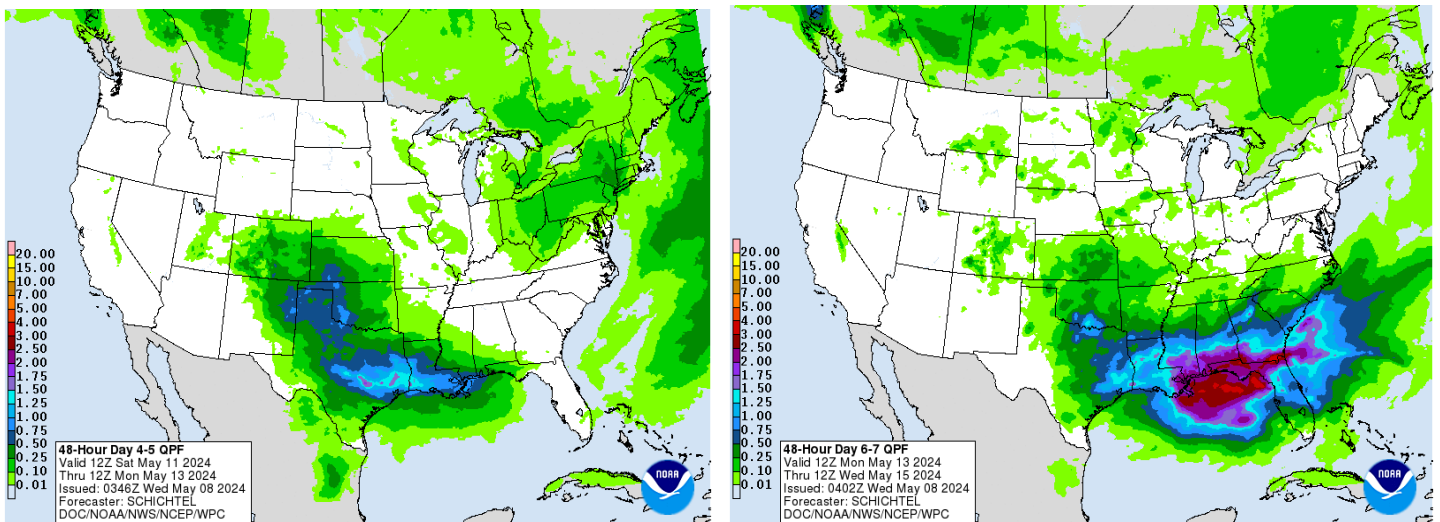 20.00
15.00
10.00
7.00
5.00
4.00
3.00
2.50
2.00
1.75
1.50
1.25
1.00
0.75
0.50
0.25
0.10
0.01
48-Hour Day 4-5 QPF
Valid 12Z Sat May 11 2024
Thru 12Z Mon May 13 2024
Issued: 0346Z Wed May 08 2024
Forecaster: SCHICHTEL
DOC/NOAA/NWS/NCEP/WPC
NOAA
20.00
15.00
10.00
7.00
5.00
4.00
3.00
2.50
2.00
1.75
1.50
1.25
1.00
0.75
0.50
0.25
0.10
0.01
48-Hour Day 6-7 QPF
Valid 12Z Mon May 13 2024
Thru 12Z Wed May 15 2024
Issued: 0402Z Wed May 08 2024
Forecaster: SCHICHTEL
DOC/NOAA/NWS/NCEP/WPC
NOAA